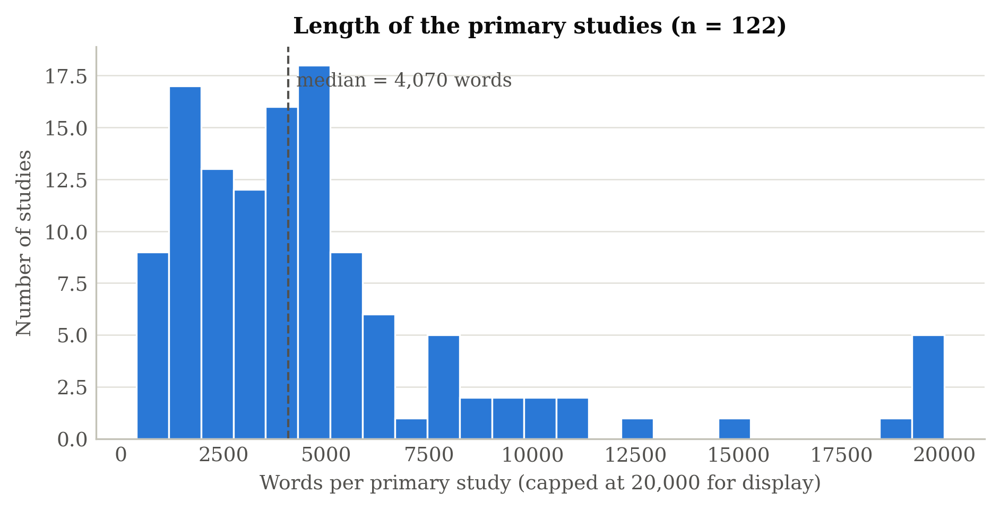 Length of the primary studies (n = 122)
median = 4,070 words
Number of studies
17.5
15.0
12.5
10.0
7.5
5.0
2.5
0.0
0 2500 5000 7500 10000 12500 15000 17500 20000
Words per primary study (capped at 20,000 for display)